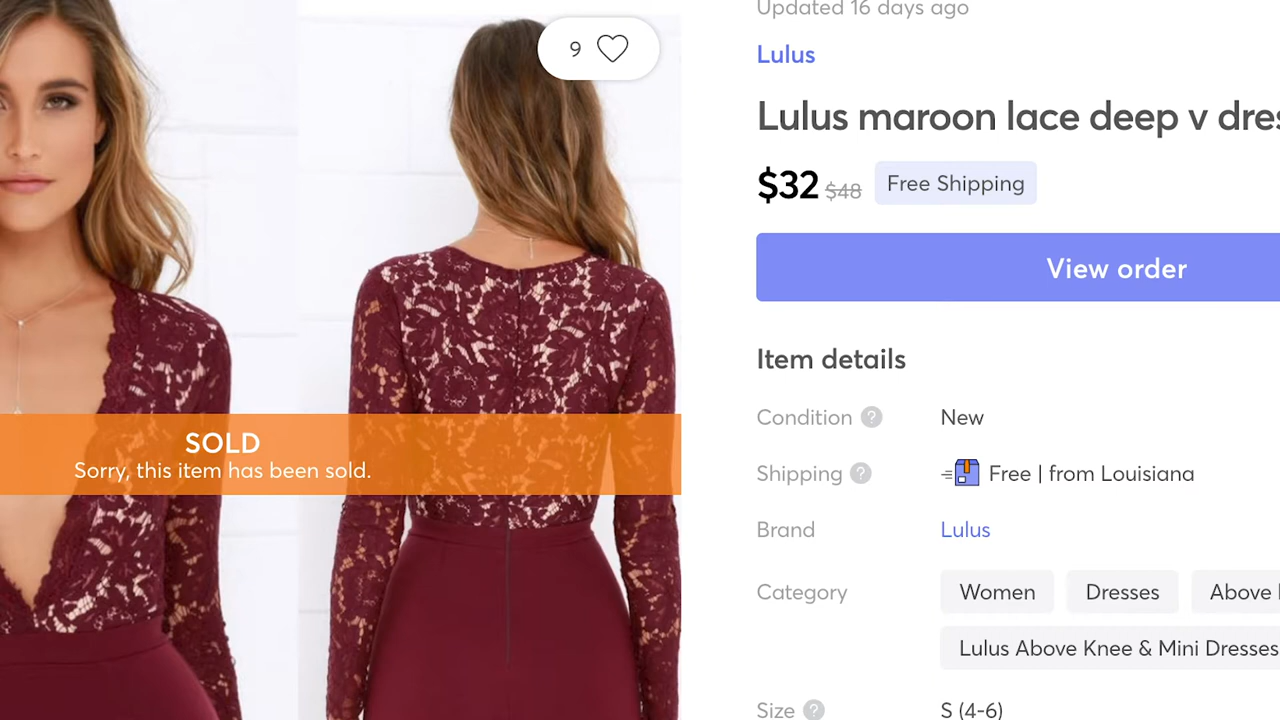 9
SOLD
Sorry, this item has been sold.
Updated 16 days ago
Lulus
Lulus maroon lace deep v dres
$32 $48 Free Shipping
View order
Item details
Condition ? New
Shipping ? Free | from Louisiana
Brand Lulus
Category Women Dresses Above
Lulus Above Knee & Mini Dresses
Size ? S (4-6)